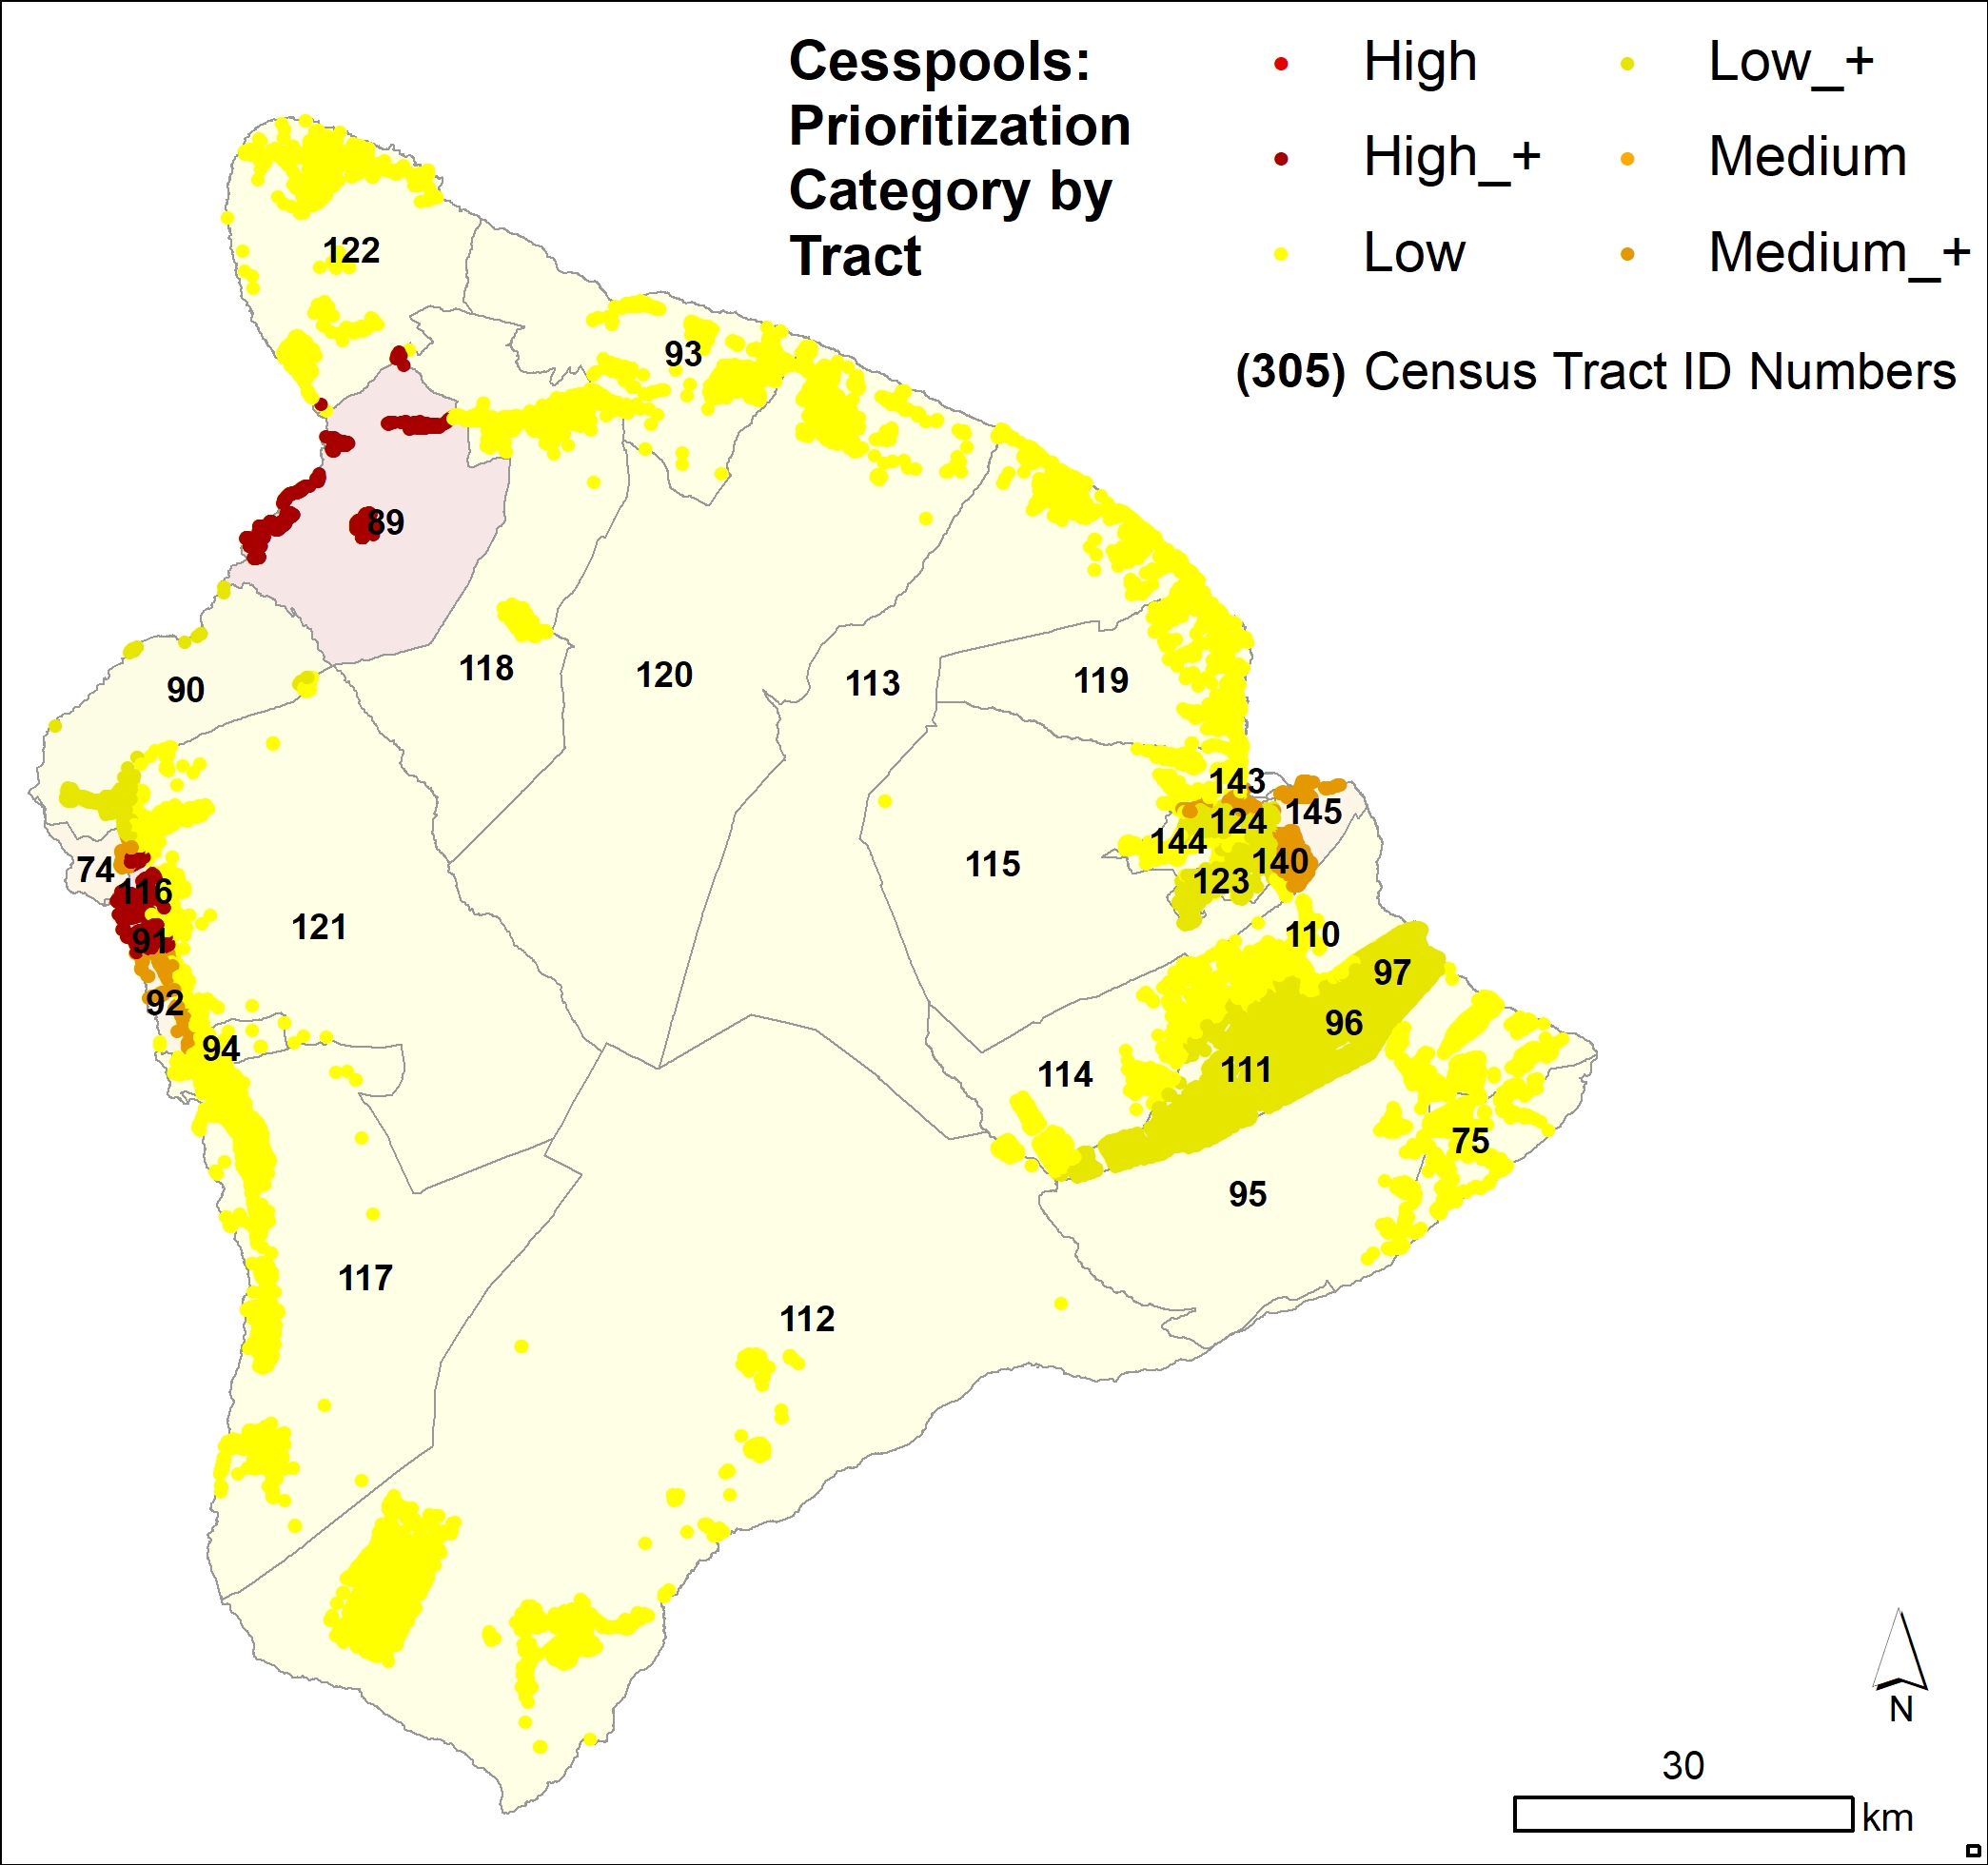 Cesspools:
Prioritization
Category by
Tract
High
Low_+
High_+
Medium
Low
Medium_+
(305) Census Tract ID Numbers
122
93
89
118
120
113
119
90
143
145
124
144
140
123
115
74
116
121
91
110
97
92
96
94
111
114
75
95
117
112
N
30
km